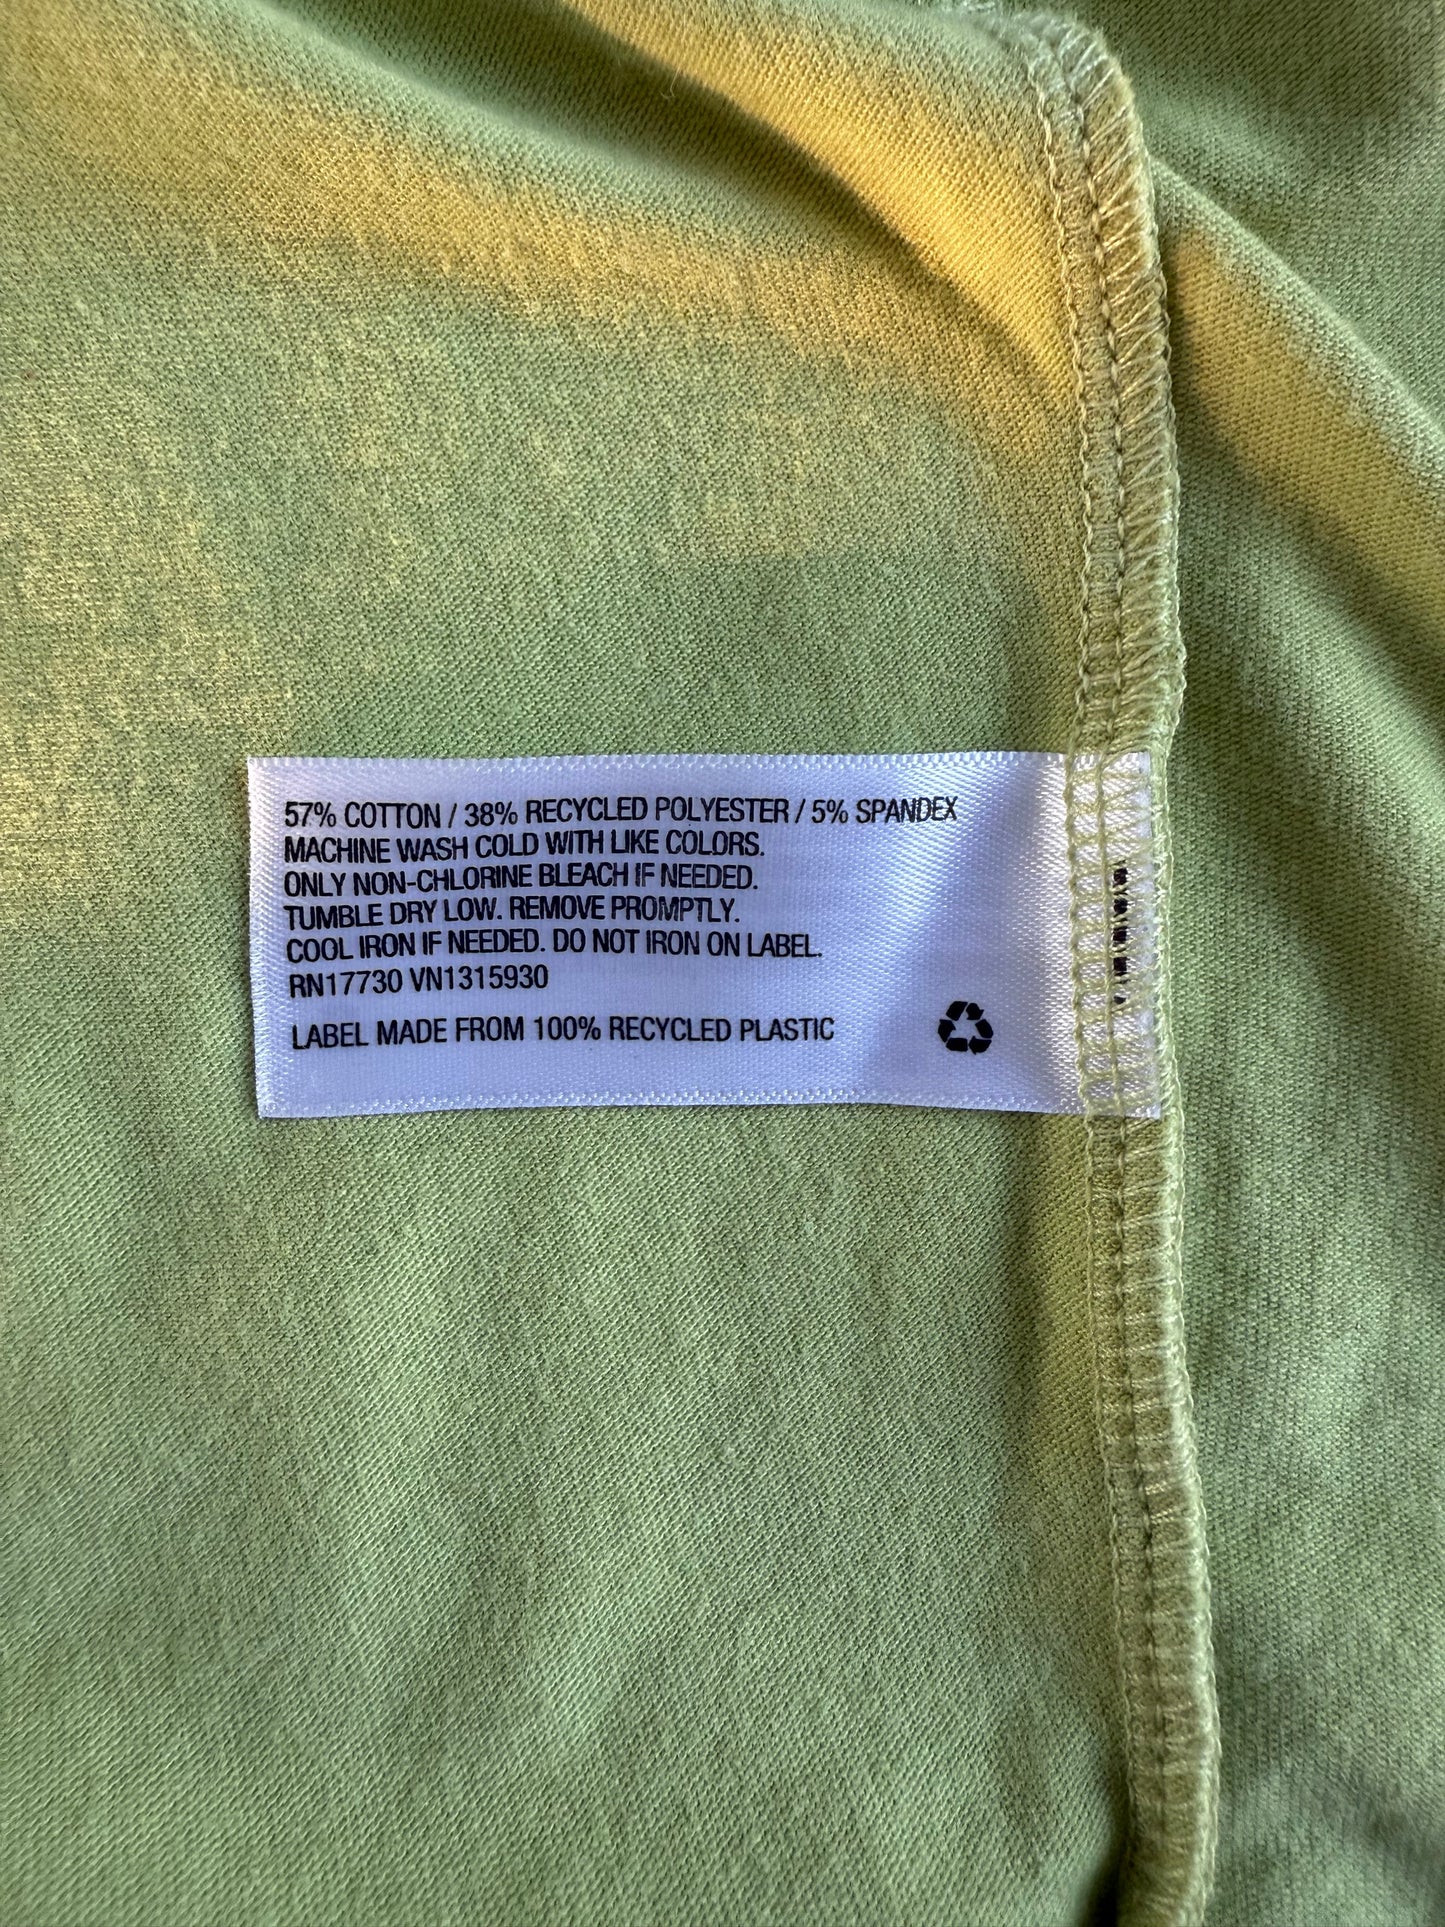 57% COTTON / 38% RECYCLED POLYESTER / 5% SPANDEX
MACHINE WASH COLD WITH LIKE COLORS.
ONLY NON-CHLORINE BLEACH IF NEEDED.
TUMBLE DRY LOW. REMOVE PROMPTLY.
COOL IRON IF NEEDED. DO NOT IRON ON LABEL.
RN17730 VN1315930
LABEL MADE FROM 100% RECYCLED PLASTIC